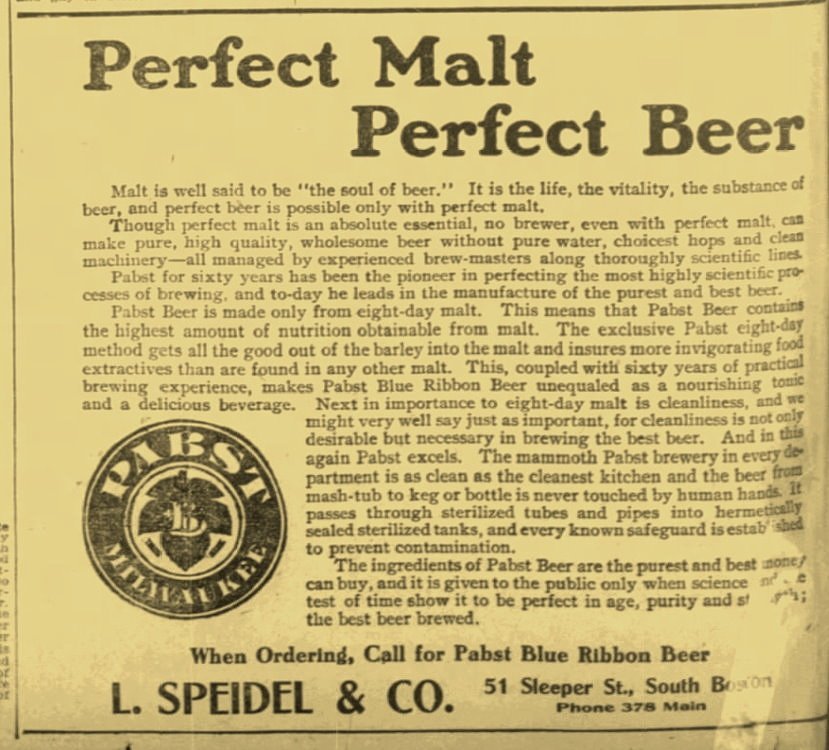 Perfect Malt
Perfect Beer
Malt is well said to be "the soul of beer." It is the life, the vitality, the substance of
beer, and perfect beer is possible only with perfect malt.
Though perfect malt is an absolute essential, no brewer, even with perfect malt, can
make pure, high quality, wholesome beer without pure water, choicest hops and clean
machinery—all managed by experienced brew-masters along thoroughly scientific lines.
Pabst for sixty years has been the pioneer in perfecting the most highly scientific pro-
cesses of brewing, and to-day he leads in the manufacture of the purest and best beer.
Pabst Beer is made only from eight-day malt. This means that Pabst Beer contains
the highest amount of nutrition obtainable from malt. The exclusive Pabst eight-day
method gets all the good out of the barley into the malt and insures more invigorating food
extractives than are found in any other malt. This, coupled with sixty years of practical
brewing experience, makes Pabst Blue Ribbon Beer unequaled as a nourishing tonic
and a delicious beverage. Next in importance to eight-day malt is cleanliness, and we
might very well say just as important, for cleanliness is not only
desirable but necessary in brewing the best beer. And in this
again Pabst excels. The mammoth Pabst brewery in every de-
partment is as clean as the cleanest kitchen and the beer from
mash-tub to keg or bottle is never touched by human hands. It
passes through sterilized tubes and pipes into hermetically
sealed sterilized tanks, and every known safeguard is established
to prevent contamination.
The ingredients of Pabst Beer are the purest and best money
can buy, and it is given to the public only when science
test of time show it to be perfect in age, purity and
the best beer brewed.
PABST
MILWAUKEE
When Ordering, Call for Pabst Blue Ribbon Beer
L. SPEIDEL & CO.
51 Sleeper St., South Boston
Phone 378 Main